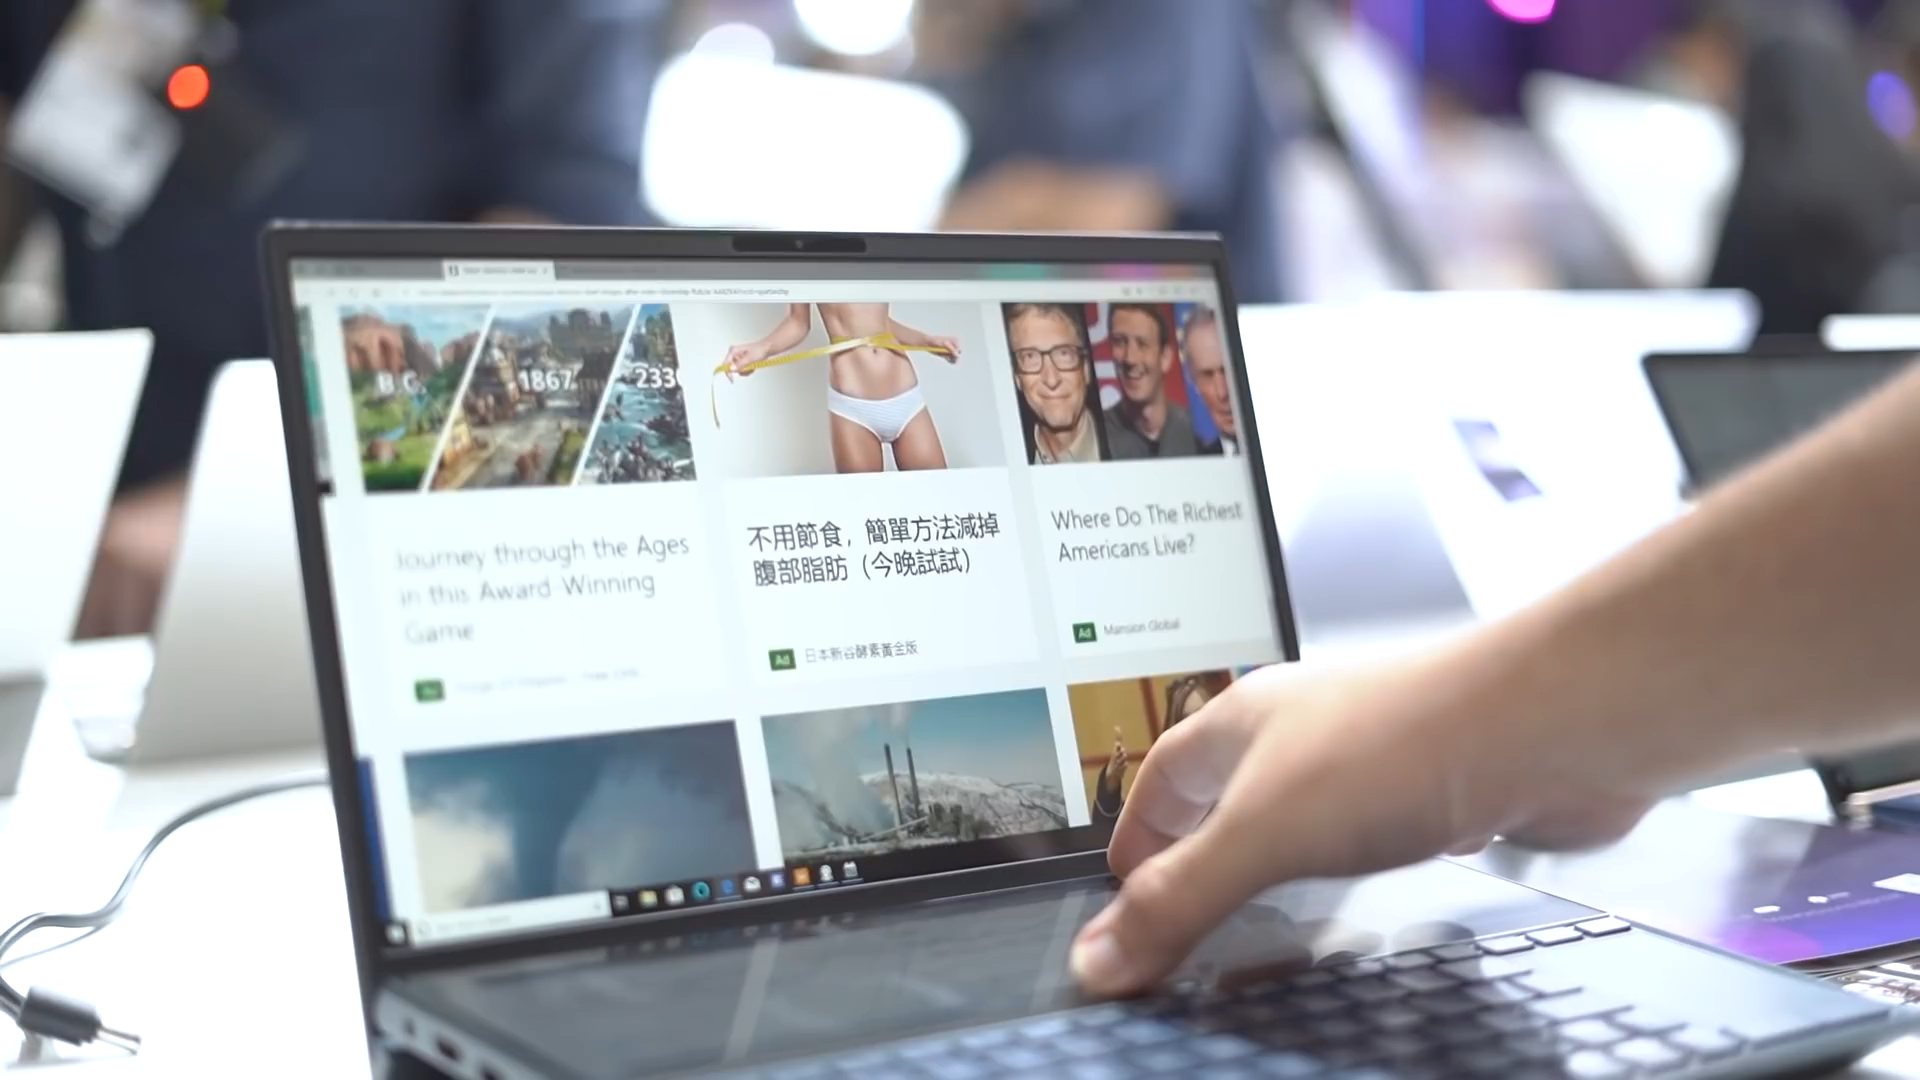 B.C.
1867
2330
Journey through the Ages
in this Award-Winning
Game
不用節食，簡單方法減掉
腹部脂肪（今晚試試）
Ad 日本新谷酵素黃金版
Where Do The Richest
Americans Live?
Ad Mansion Global